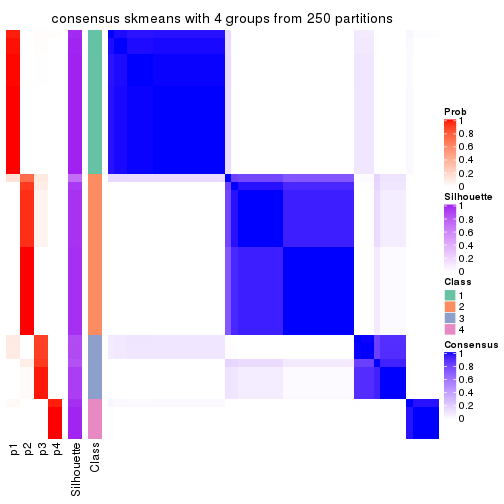 consensus skmeans with 4 groups from 250 partitions
Prob
1
0.8
0.6
0.4
0.2
0
Silhouette
1
0.8
0.6
0.4
0.2
0
Class
1
2
3
4
Consensus
1
0.8
0.6
0.4
0.2
0
p1
p2
p3
p4
Silhouette
Class